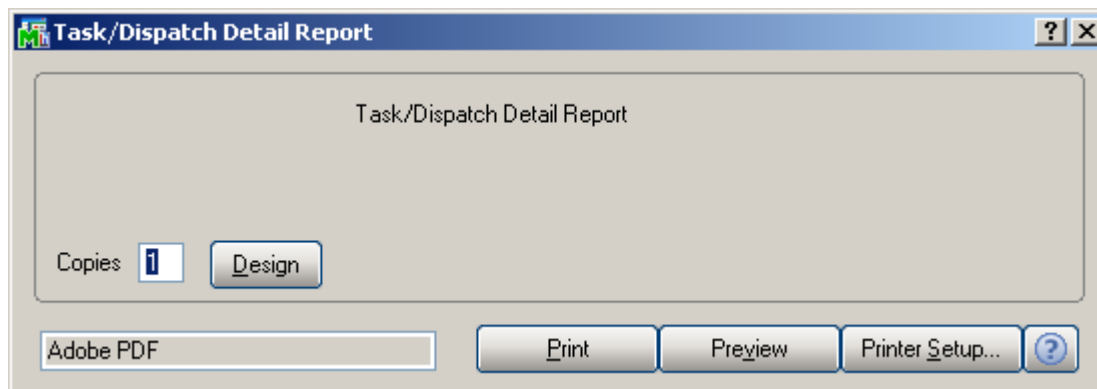 Task/Dispatch Detail Report
Task/Dispatch Detail Report
Copies 1 Design
Adobe PDF Print Preview Printer Setup... ?